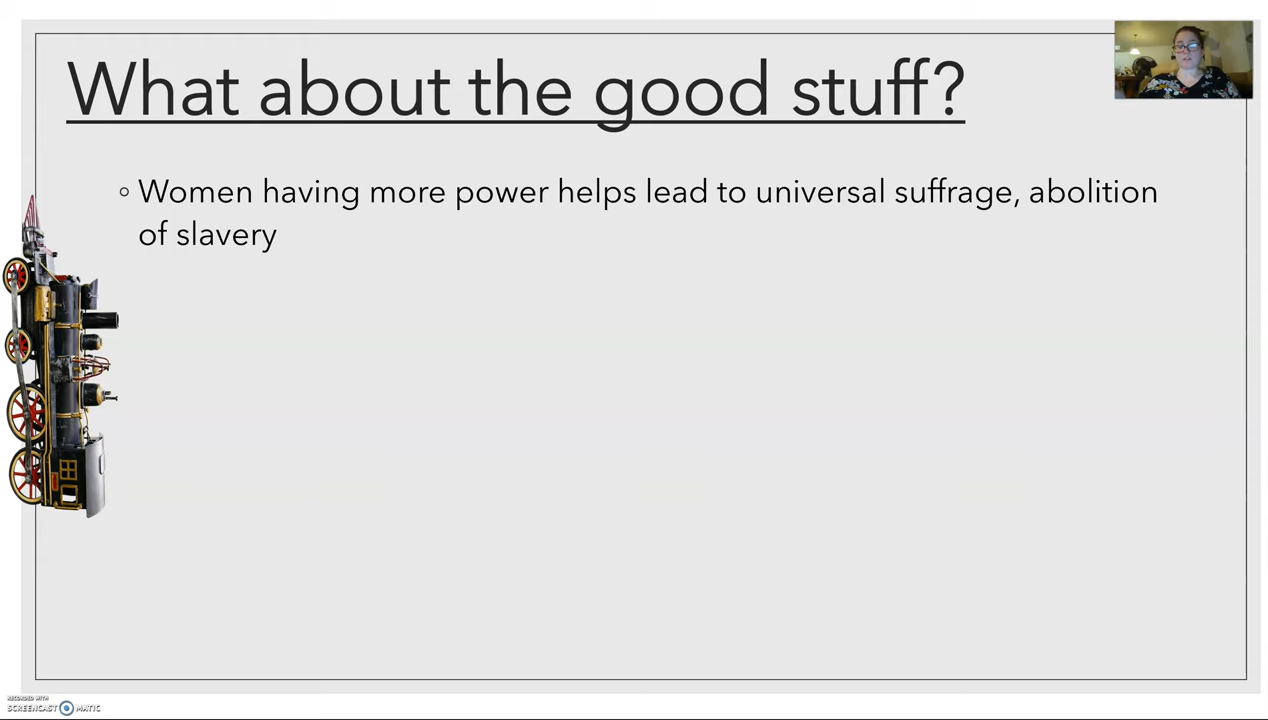 What about the good stuff?
◦ Women having more power helps lead to universal suffrage, abolition
of slavery
RECORDED WITH
SCREENCAST MATIC